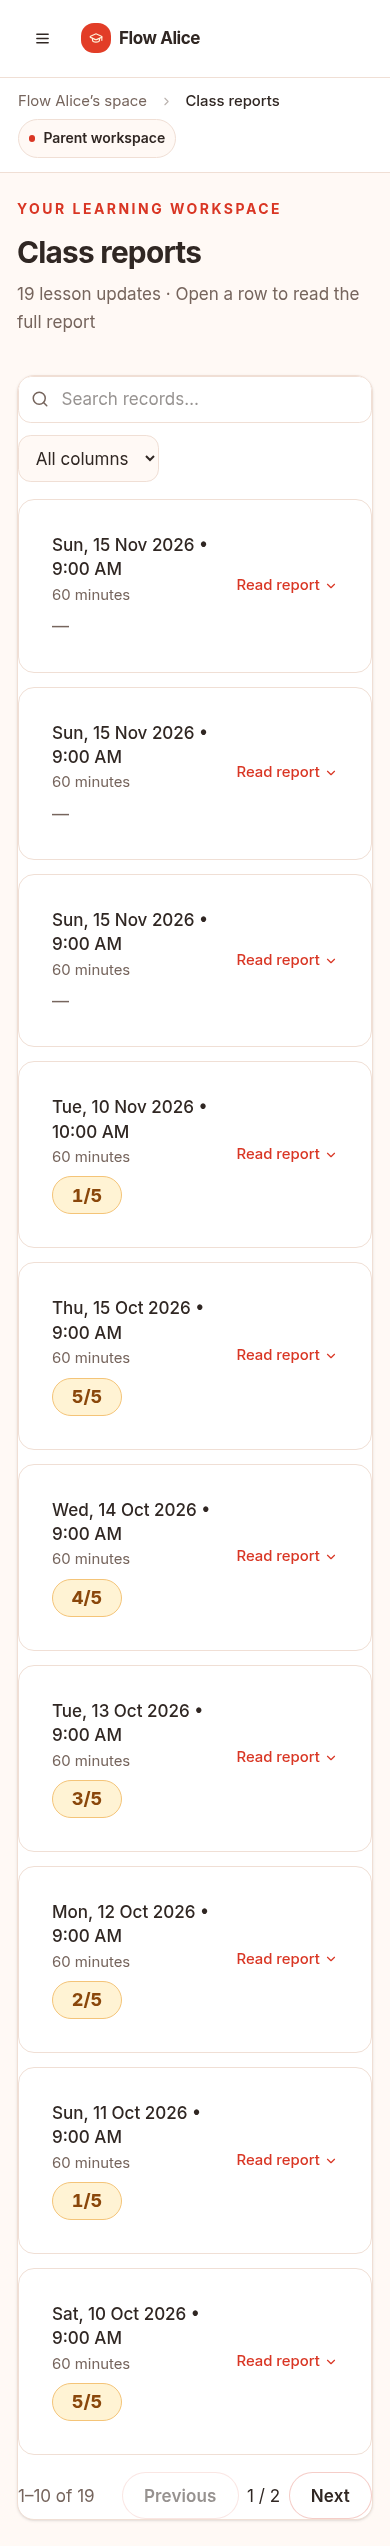 Flow Alice
Flow Alice's space > Class reports
Parent workspace
YOUR LEARNING WORKSPACE
Class reports
19 lesson updates · Open a row to read the
full report
Search records...
All columns
Sun, 15 Nov 2026 •
9:00 AM
60 minutes
—
Read report
Sun, 15 Nov 2026 •
9:00 AM
60 minutes
—
Read report
Sun, 15 Nov 2026 •
9:00 AM
60 minutes
—
Read report
Tue, 10 Nov 2026 •
10:00 AM
60 minutes
1/5
Read report
Thu, 15 Oct 2026 •
9:00 AM
60 minutes
5/5
Read report
Wed, 14 Oct 2026 •
9:00 AM
60 minutes
4/5
Read report
Tue, 13 Oct 2026 •
9:00 AM
60 minutes
3/5
Read report
Mon, 12 Oct 2026 •
9:00 AM
60 minutes
2/5
Read report
Sun, 11 Oct 2026 •
9:00 AM
60 minutes
1/5
Read report
Sat, 10 Oct 2026 •
9:00 AM
60 minutes
5/5
Read report
1–10 of 19 Previous 1 / 2 Next